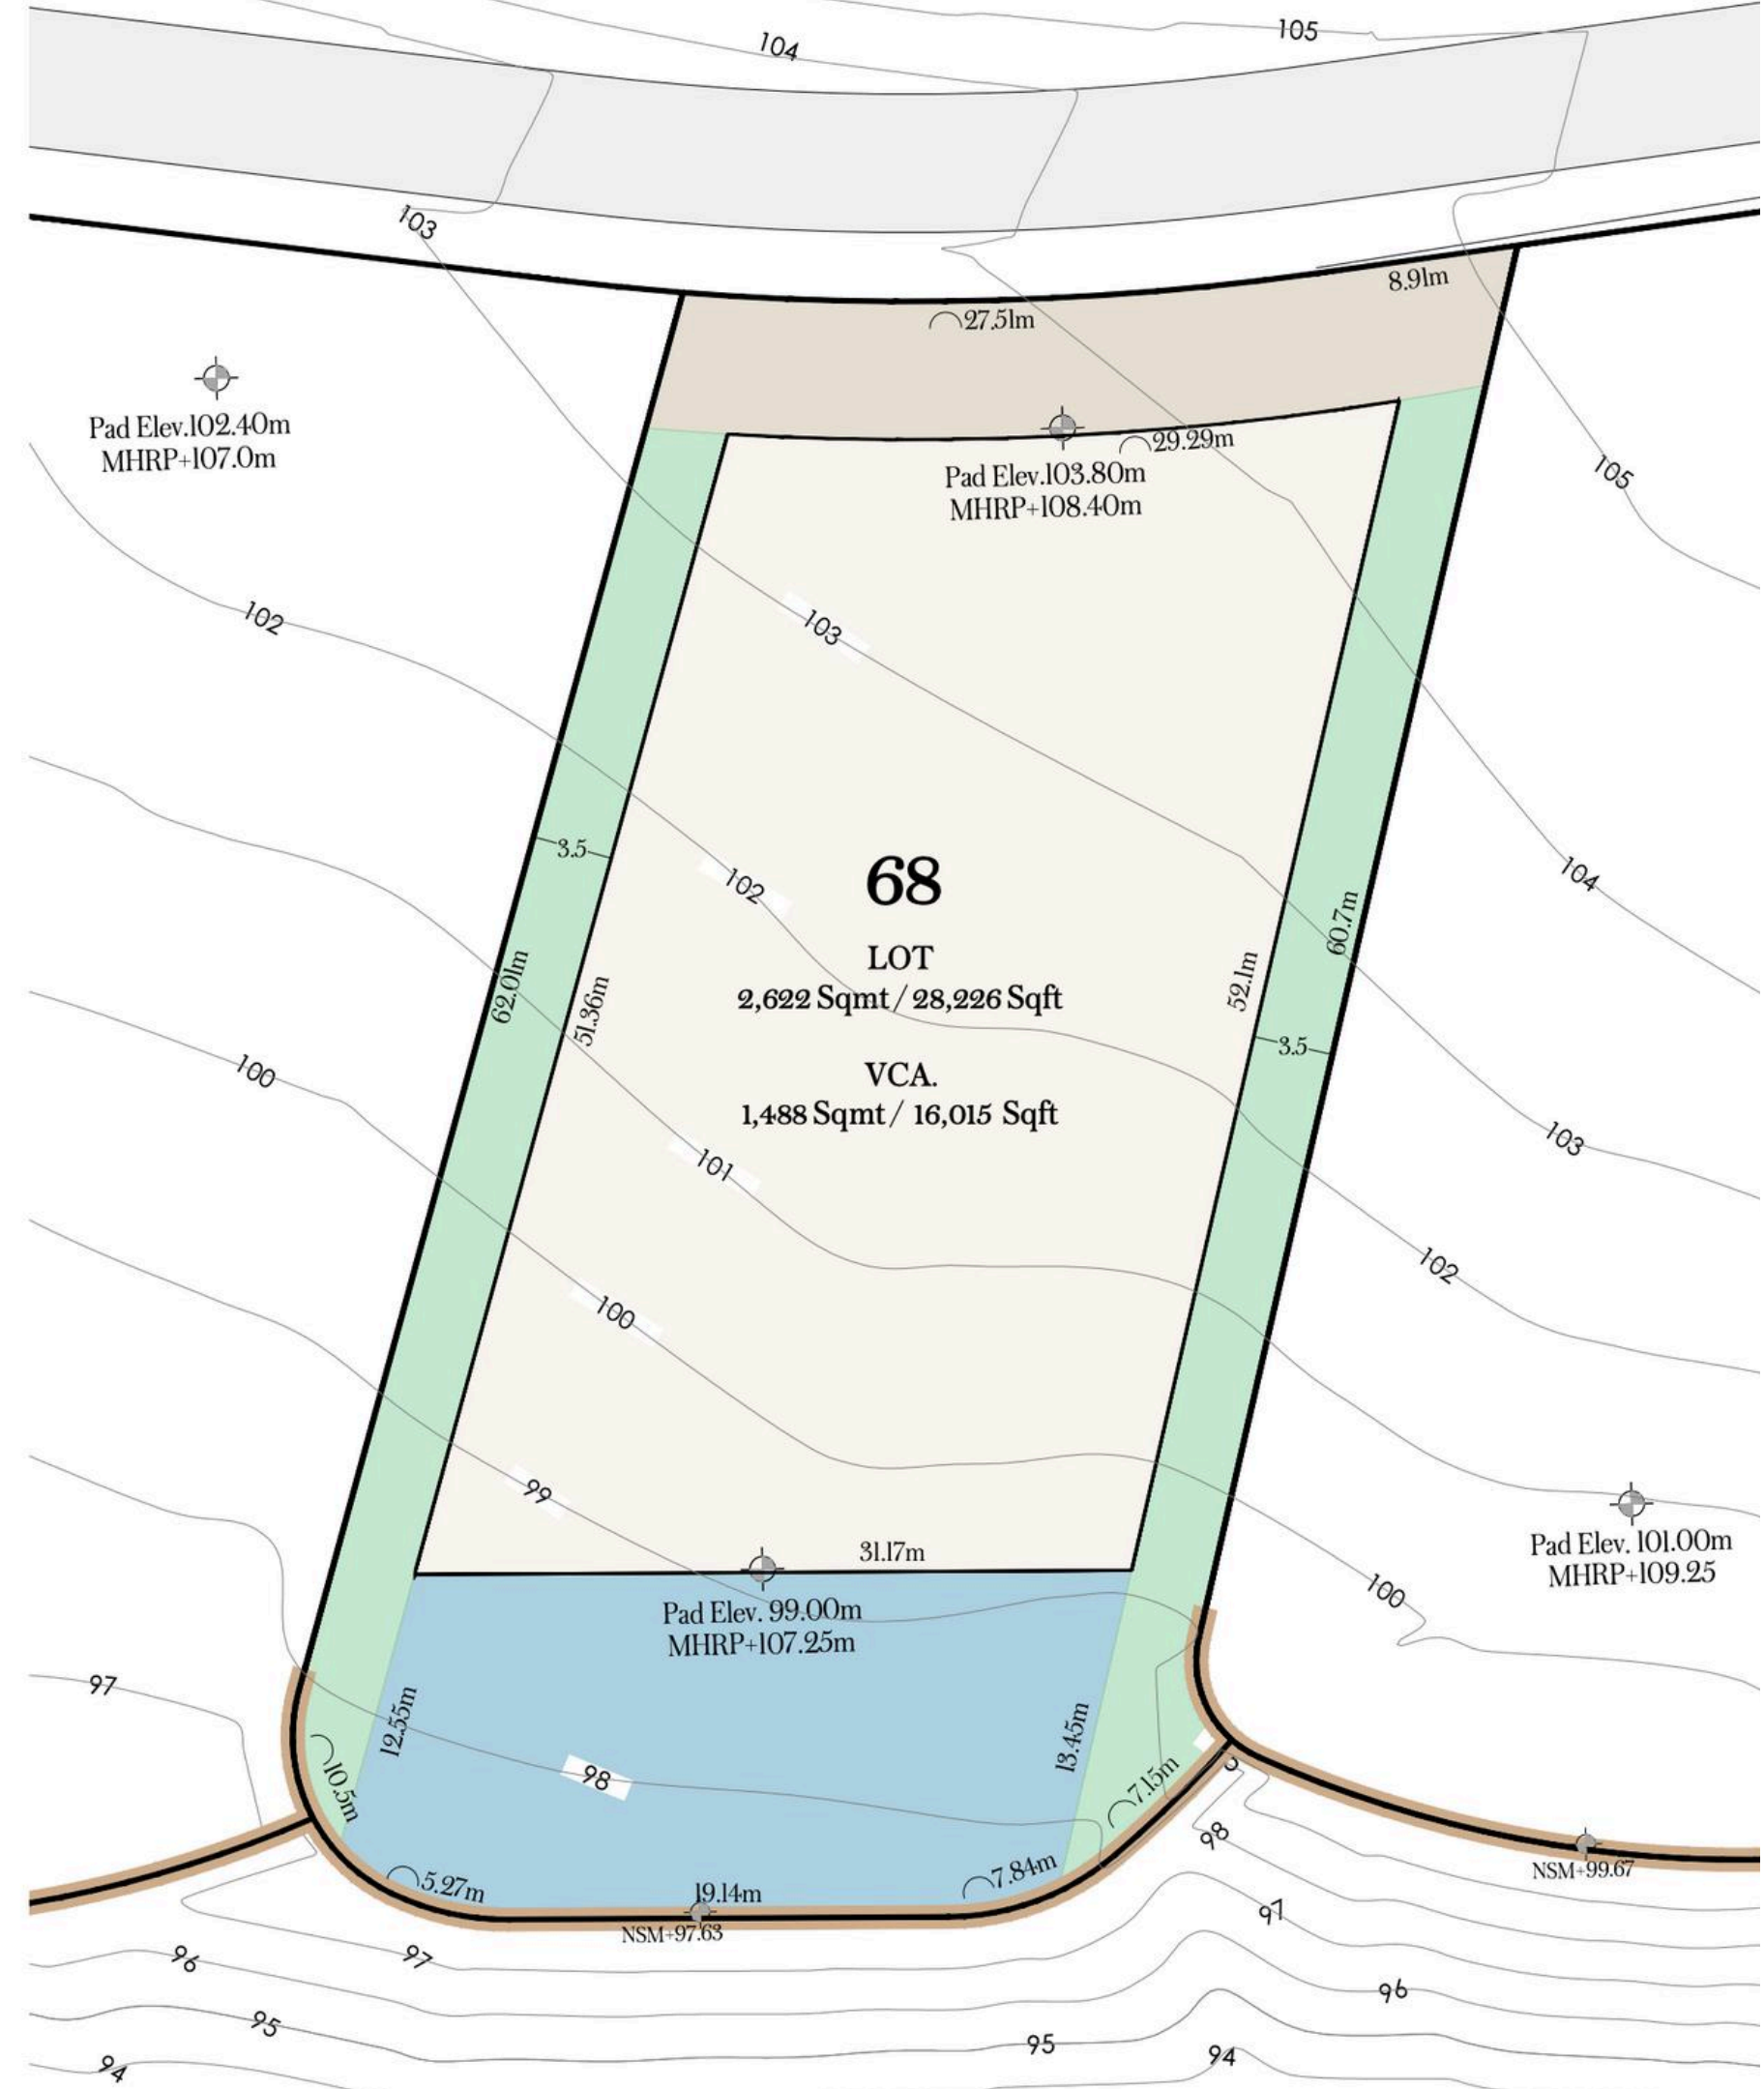 104
105
103
8.91m
27.51m
Pad Elev.102.40m
MHRP+107.0m
29.29m
Pad Elev.103.80m
MHRP+108.40m
105
102
103
3.5
102
68
104
LOT
2,622 Sqmt / 28,226 Sqft
60.7m
62.01m
51.36m
52.1m
3.5
100
VCA.
1,488 Sqmt / 16,015 Sqft
103
101
102
100
99
31.17m
Pad Elev. 101.00m
MHRP+109.25
100
Pad Elev. 99.00m
MHRP+107.25m
97
12.55m
13.45m
98
10.5m
7.15m
98
5.27m
19.14m
7.84m
NSM+99.67
NSM+97.63
97
96
97
96
95
95
94
94